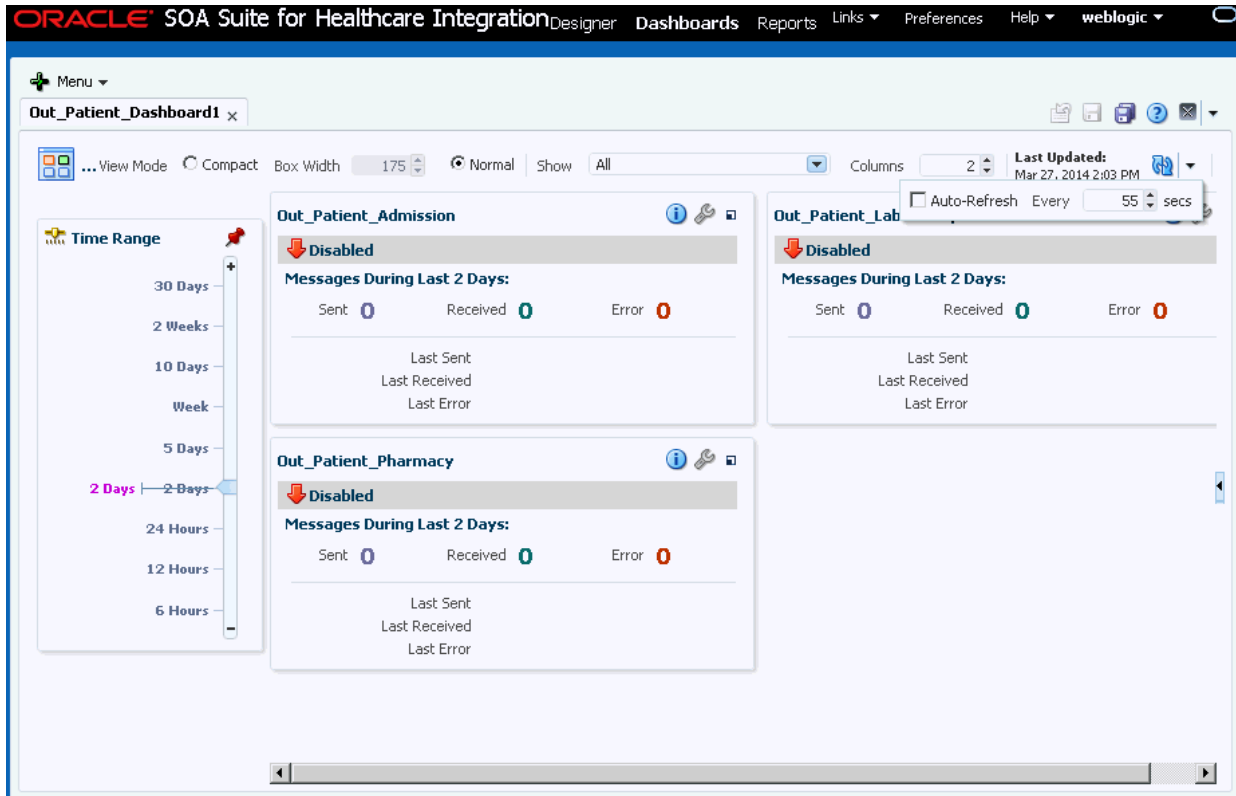 ORACLE SOA Suite for Healthcare Integration Designer Dashboards Reports Links Preferences Help weblogic
Menu
Out_Patient_Dashboard1 x
... View Mode Compact Box Width 175 Normal Show All Columns 2 Last Updated:
Mar 27, 2014 2:03 PM
Auto-Refresh Every 55 secs
Time Range
+
30 Days
2 Weeks
10 Days
Week
5 Days
2 Days 2 Days
24 Hours
12 Hours
6 Hours
−
Out_Patient_Admission
Disabled
Messages During Last 2 Days:
Sent 0 Received 0 Error 0
Last Sent
Last Received
Last Error
Out_Patient_Lab
Disabled
Messages During Last 2 Days:
Sent 0 Received 0 Error 0
Last Sent
Last Received
Last Error
Out_Patient_Pharmacy
Disabled
Messages During Last 2 Days:
Sent 0 Received 0 Error 0
Last Sent
Last Received
Last Error